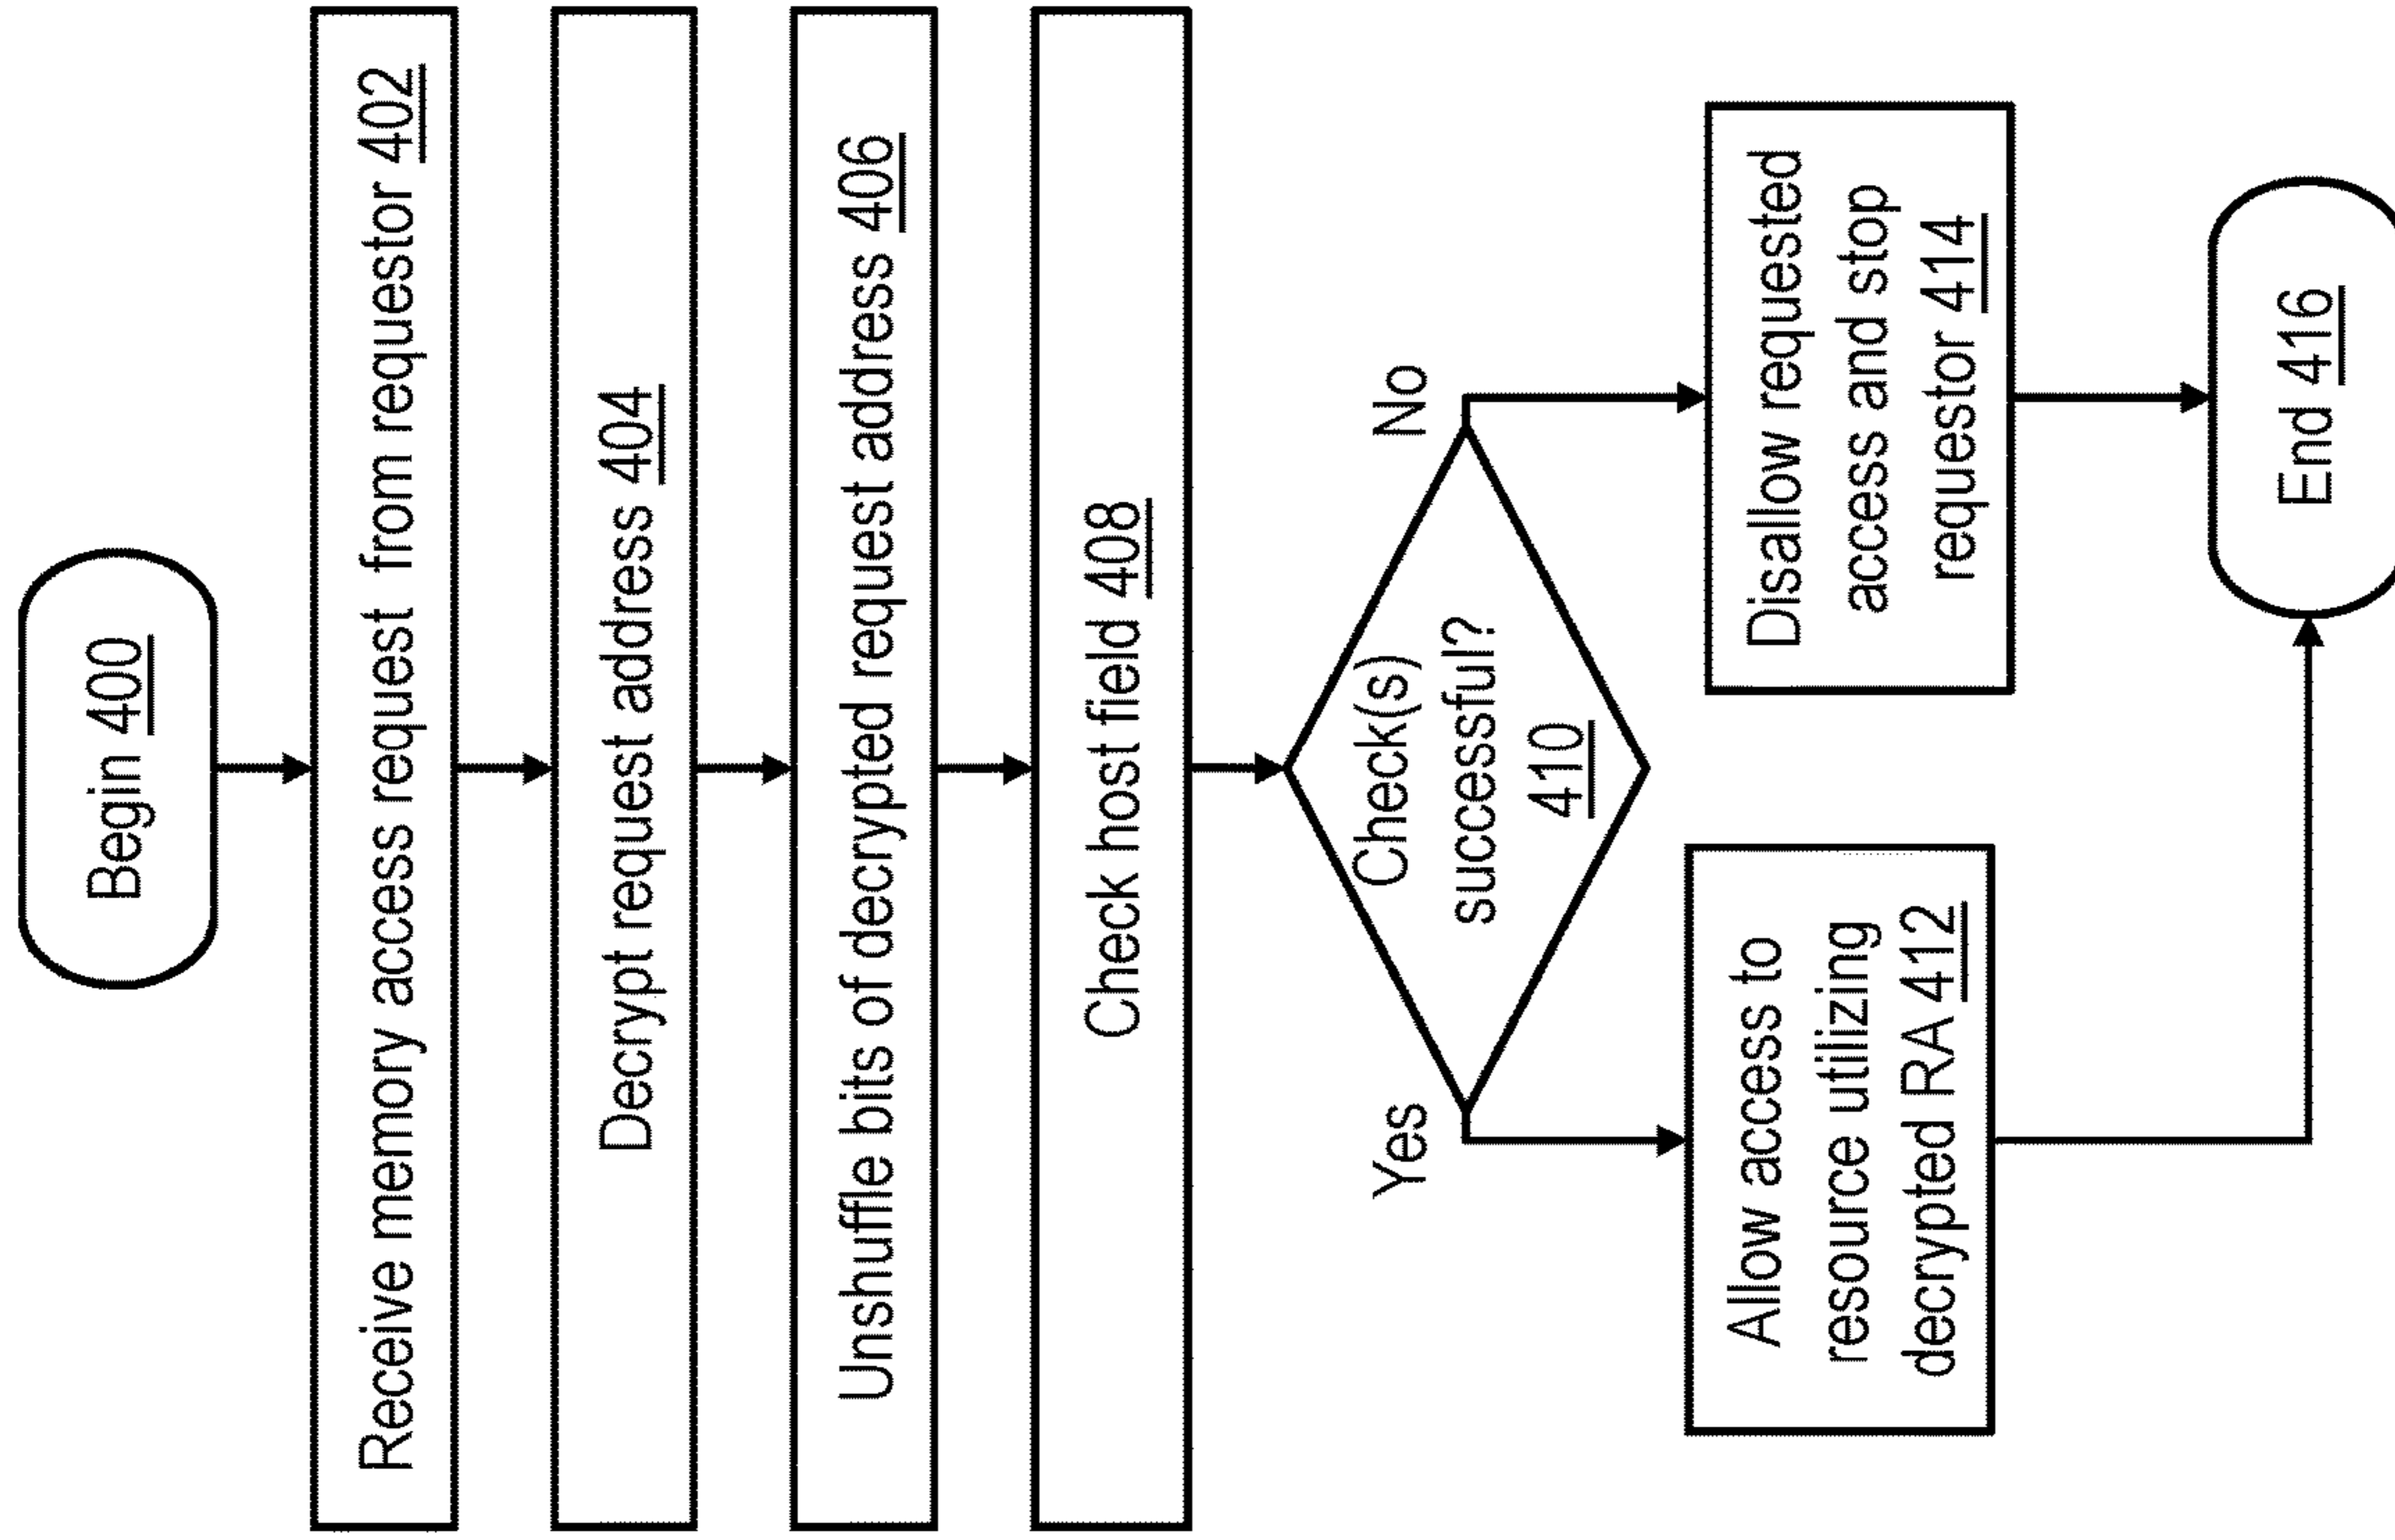 Begin 400
Receive memory access request from requestor 402
Decrypt request address 404
Unshuffle bits of decrypted request address 406
Check host field 408
Check(s)
successful?
410
Yes
No
Allow access to
resource utilizing
decrypted RA 412
Disallow requested
access and stop
requestor 414
End 416